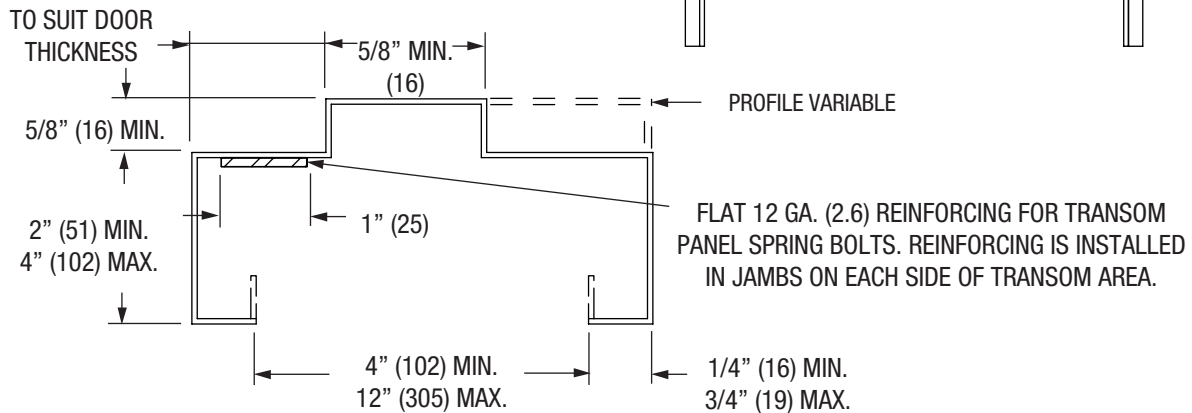 TO SUIT DOOR
THICKNESS
5/8” MIN.
(16)
PROFILE VARIABLE
5/8” (16) MIN.
1” (25)
2” (51) MIN.
4” (102) MAX.
FLAT 12 GA. (2.6) REINFORCING FOR TRANSOM
PANEL SPRING BOLTS. REINFORCING IS INSTALLED
IN JAMBS ON EACH SIDE OF TRANSOM AREA.
4” (102) MIN.
12” (305) MAX.
1/4” (16) MIN.
3/4” (19) MAX.